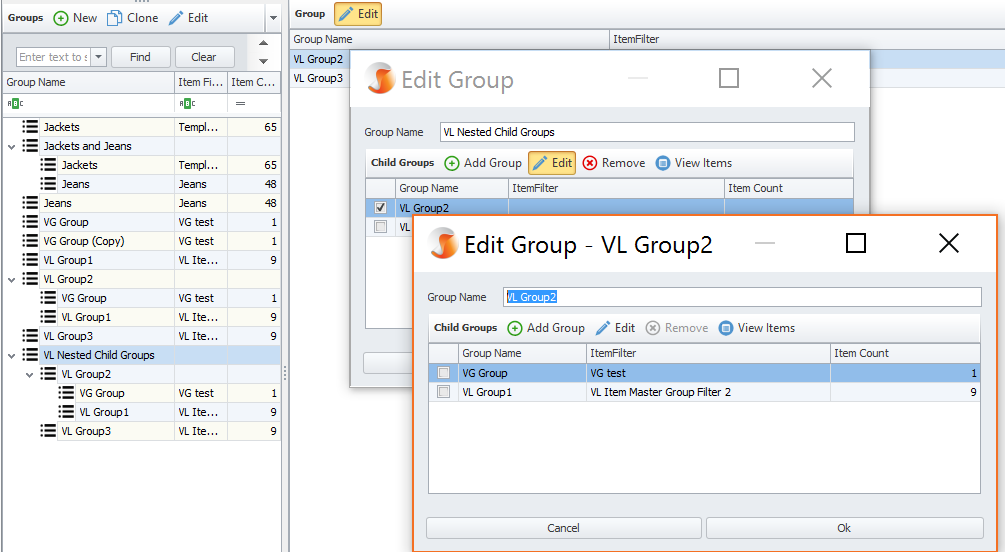 Groups New Clone Edit
Enter text to s Find Clear
Group Name Item Fi... Item C...
ABC ABC =
Jackets Templ... 65
Jackets and Jeans
Jackets Templ... 65
Jeans Jeans 48
Jeans Jeans 48
VG Group VG test 1
VG Group (Copy) VG test 1
VL Group1 VL Ite... 9
VL Group2
VG Group VG test 1
VL Group1 VL Ite... 9
VL Group3 VL Ite... 9
VL Nested Child Groups
VL Group2
VG Group VG test 1
VL Group1 VL Ite... 9
VL Group3 VL Ite... 9
Group Edit
Group Name ItemFilter
VL Group2
VL Group3
Edit Group
Group Name VL Nested Child Groups
Child Groups Add Group Edit Remove View Items
Group Name ItemFilter Item Count
VL Group2
VL
Edit Group - VL Group2
Group Name VL Group2
Child Groups Add Group Edit Remove View Items
Group Name ItemFilter Item Count
VG Group VG test 1
VL Group1 VL Item Master Group Filter 2 9
Cancel Ok